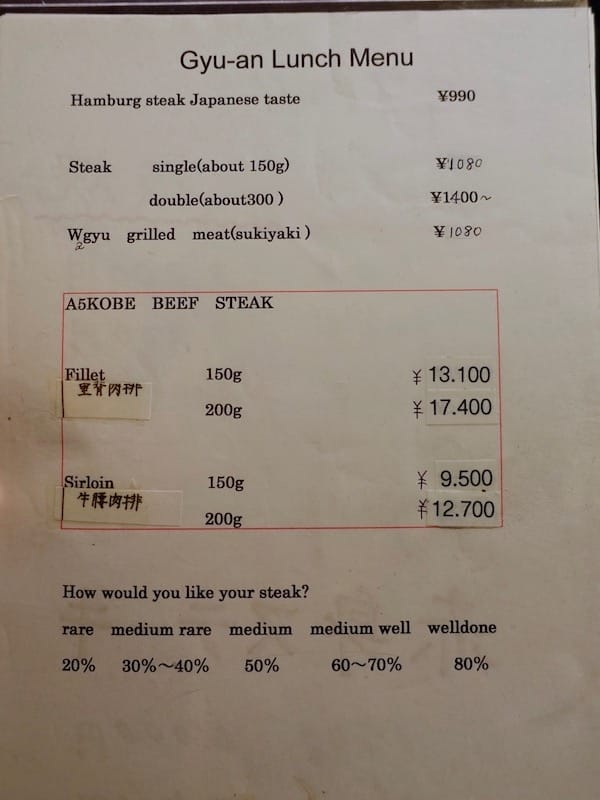 Gyu-an Lunch Menu
Hamburg steak Japanese taste ¥990
Steak single(about 150g) ¥1080
double(about300 ) ¥1400~
Wgyu grilled meat(sukiyaki ) ¥1080
a
A5KOBE BEEF STEAK
Fillet 150g ¥ 13.100
里脊肉排
200g ¥ 17.400
Sirloin 150g ¥ 9.500
牛腰肉排
200g ¥ 12.700
How would you like your steak?
rare medium rare medium medium well welldone
20% 30%～40% 50% 60～70% 80%